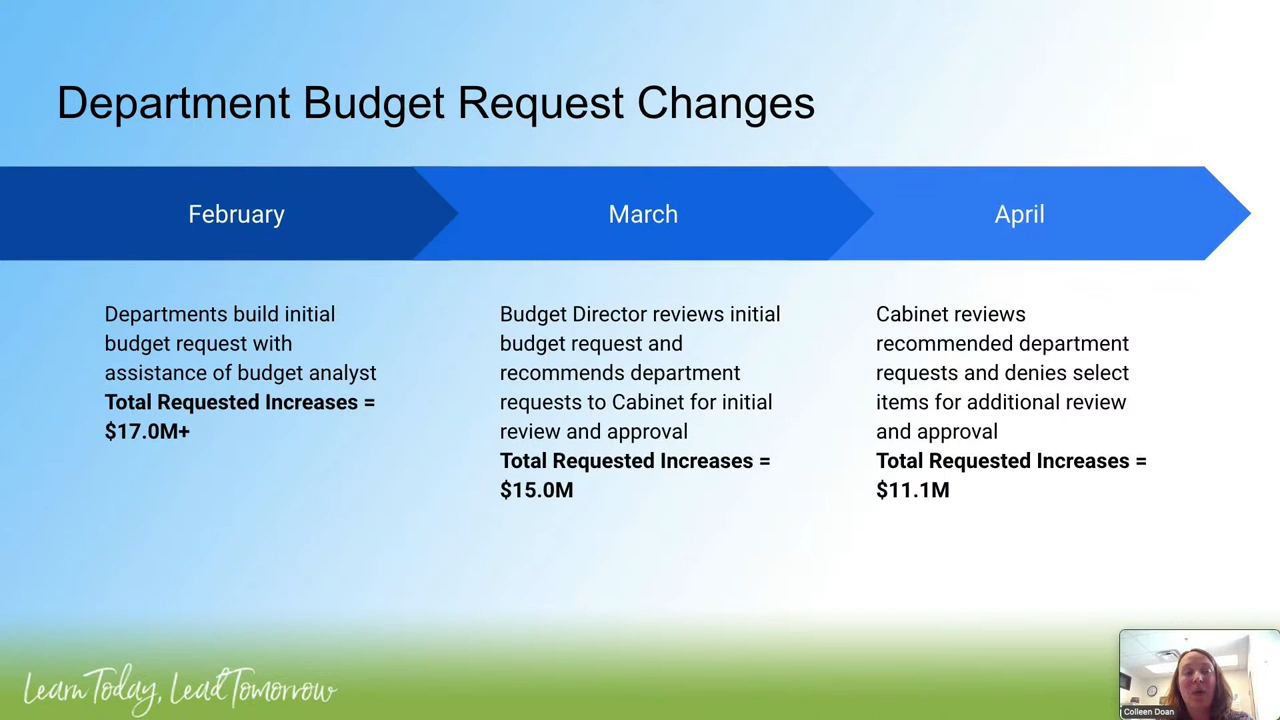 Department Budget Request Changes
February
March
April
Departments build initial
budget request with
assistance of budget analyst
Total Requested Increases =
$17.0M+
Budget Director reviews initial
budget request and
recommends department
requests to Cabinet for initial
review and approval
Total Requested Increases =
$15.0M
Cabinet reviews
recommended department
requests and denies select
items for additional review
and approval
Total Requested Increases =
$11.1M
Learn Today, Lead Tomorrow
Colleen Doan